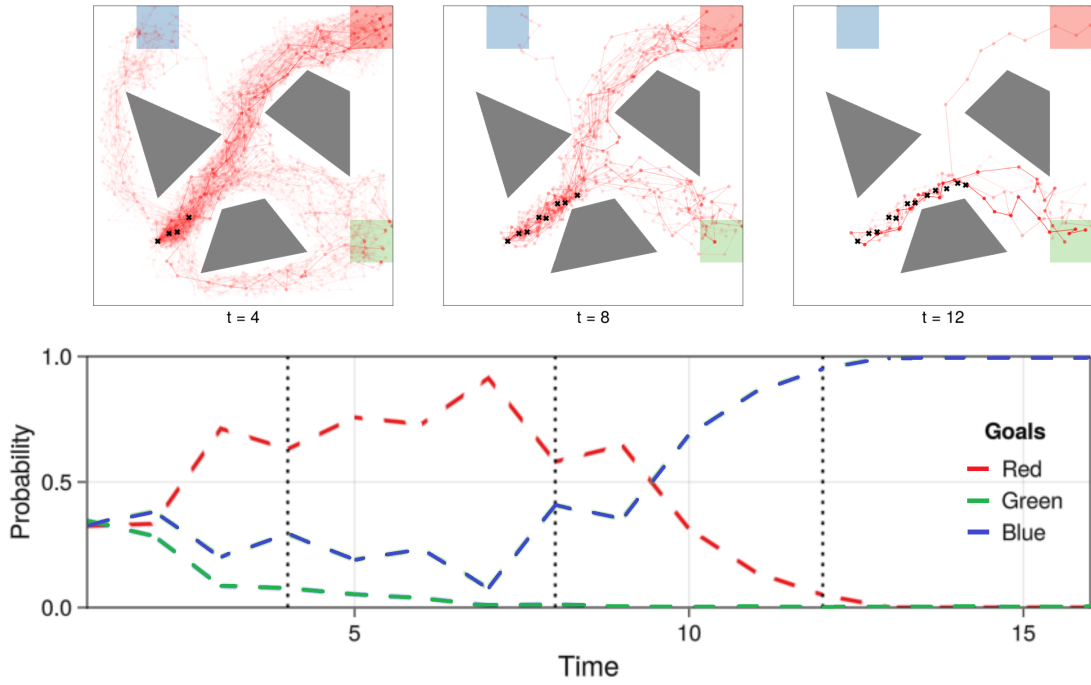 t = 4
t = 8
t = 12
1.0
0.5
0.0
Probability
5
10
15
Time
Goals
Red
Green
Blue